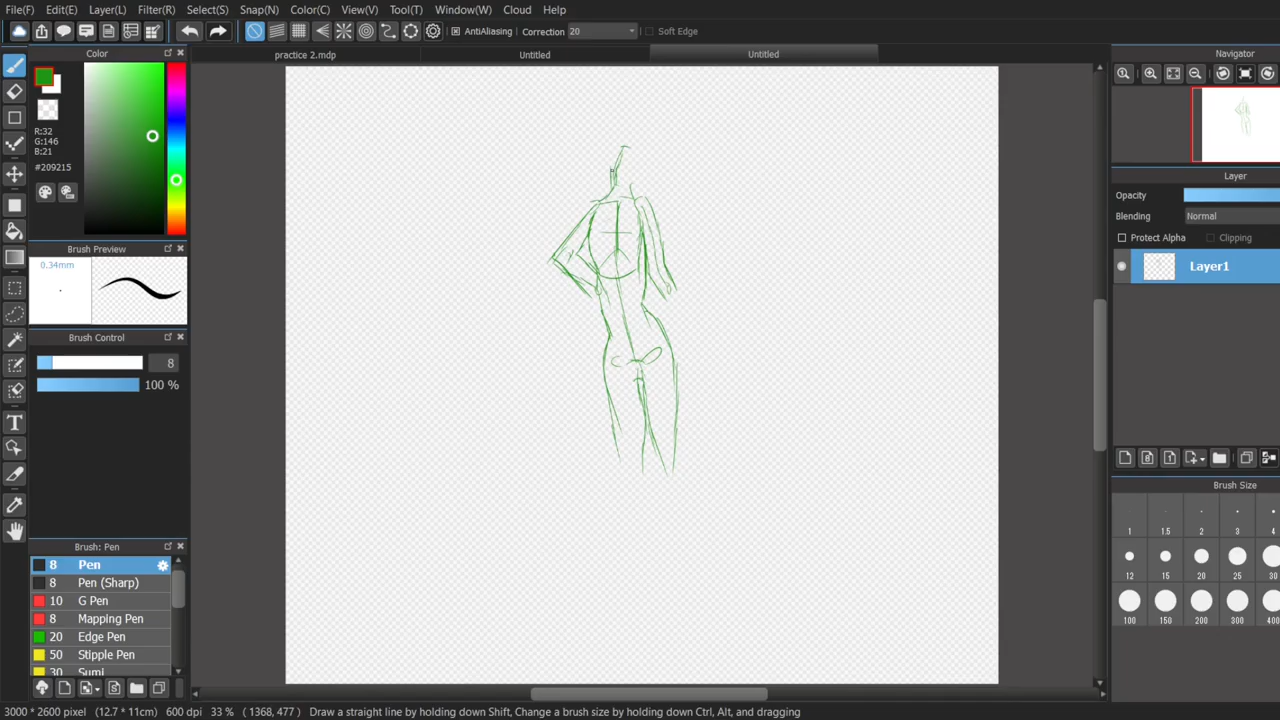 File(F) Edit(E) Layer(L) Filter(R) Select(S) Snap(N) Color(C) View(V) Tool(T) Window(W) Cloud Help
AntiAliasing Correction 20 Soft Edge
Color
practice 2.mdp
Untitled
Untitled
Navigator
R:32
G:146
B:21
#209215
Brush Preview
0.34mm
Brush Control
8
100 %
Layer
Opacity
Blending Normal
Protect Alpha Clipping
Layer1
Brush Size
1 1.5 2 3 4
12 15 20 25 30
100 150 200 300 400
Brush: Pen
8 Pen
8 Pen (Sharp)
10 G Pen
8 Mapping Pen
20 Edge Pen
50 Stipple Pen
30 Sumi
3000 * 2600 pixel (12.7 * 11cm) 600 dpi 33 % (1368, 477) Draw a straight line by holding down Shift, Change a brush size by holding down Ctrl, Alt, and dragging